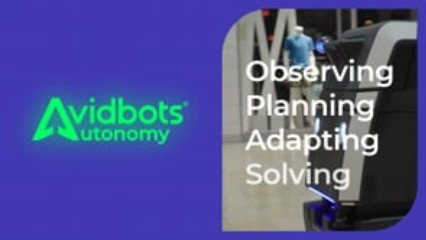 Avidbots®
Autonomy
Observing
Planning
Adapting
Solving